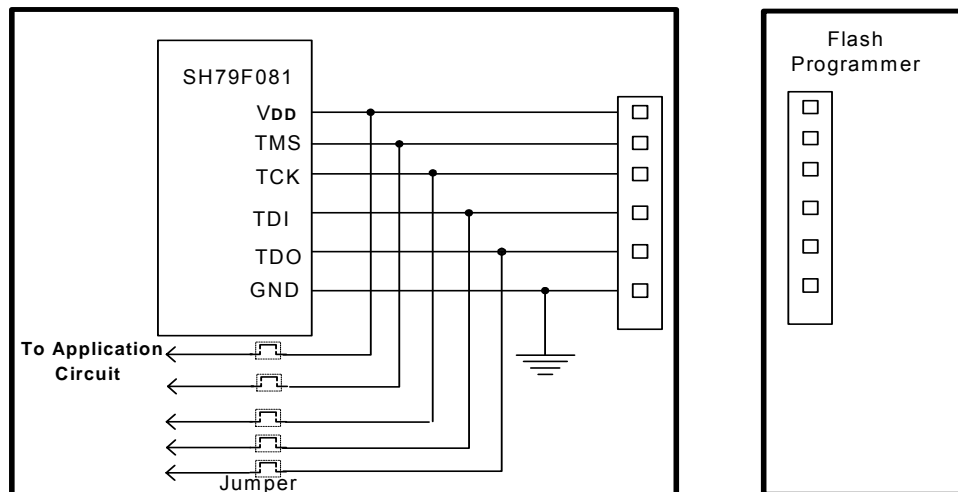 SH79F081
VDD
TMS
TCK
TDI
TDO
GND
To Application
Circuit
Jumper
Flash
Programmer